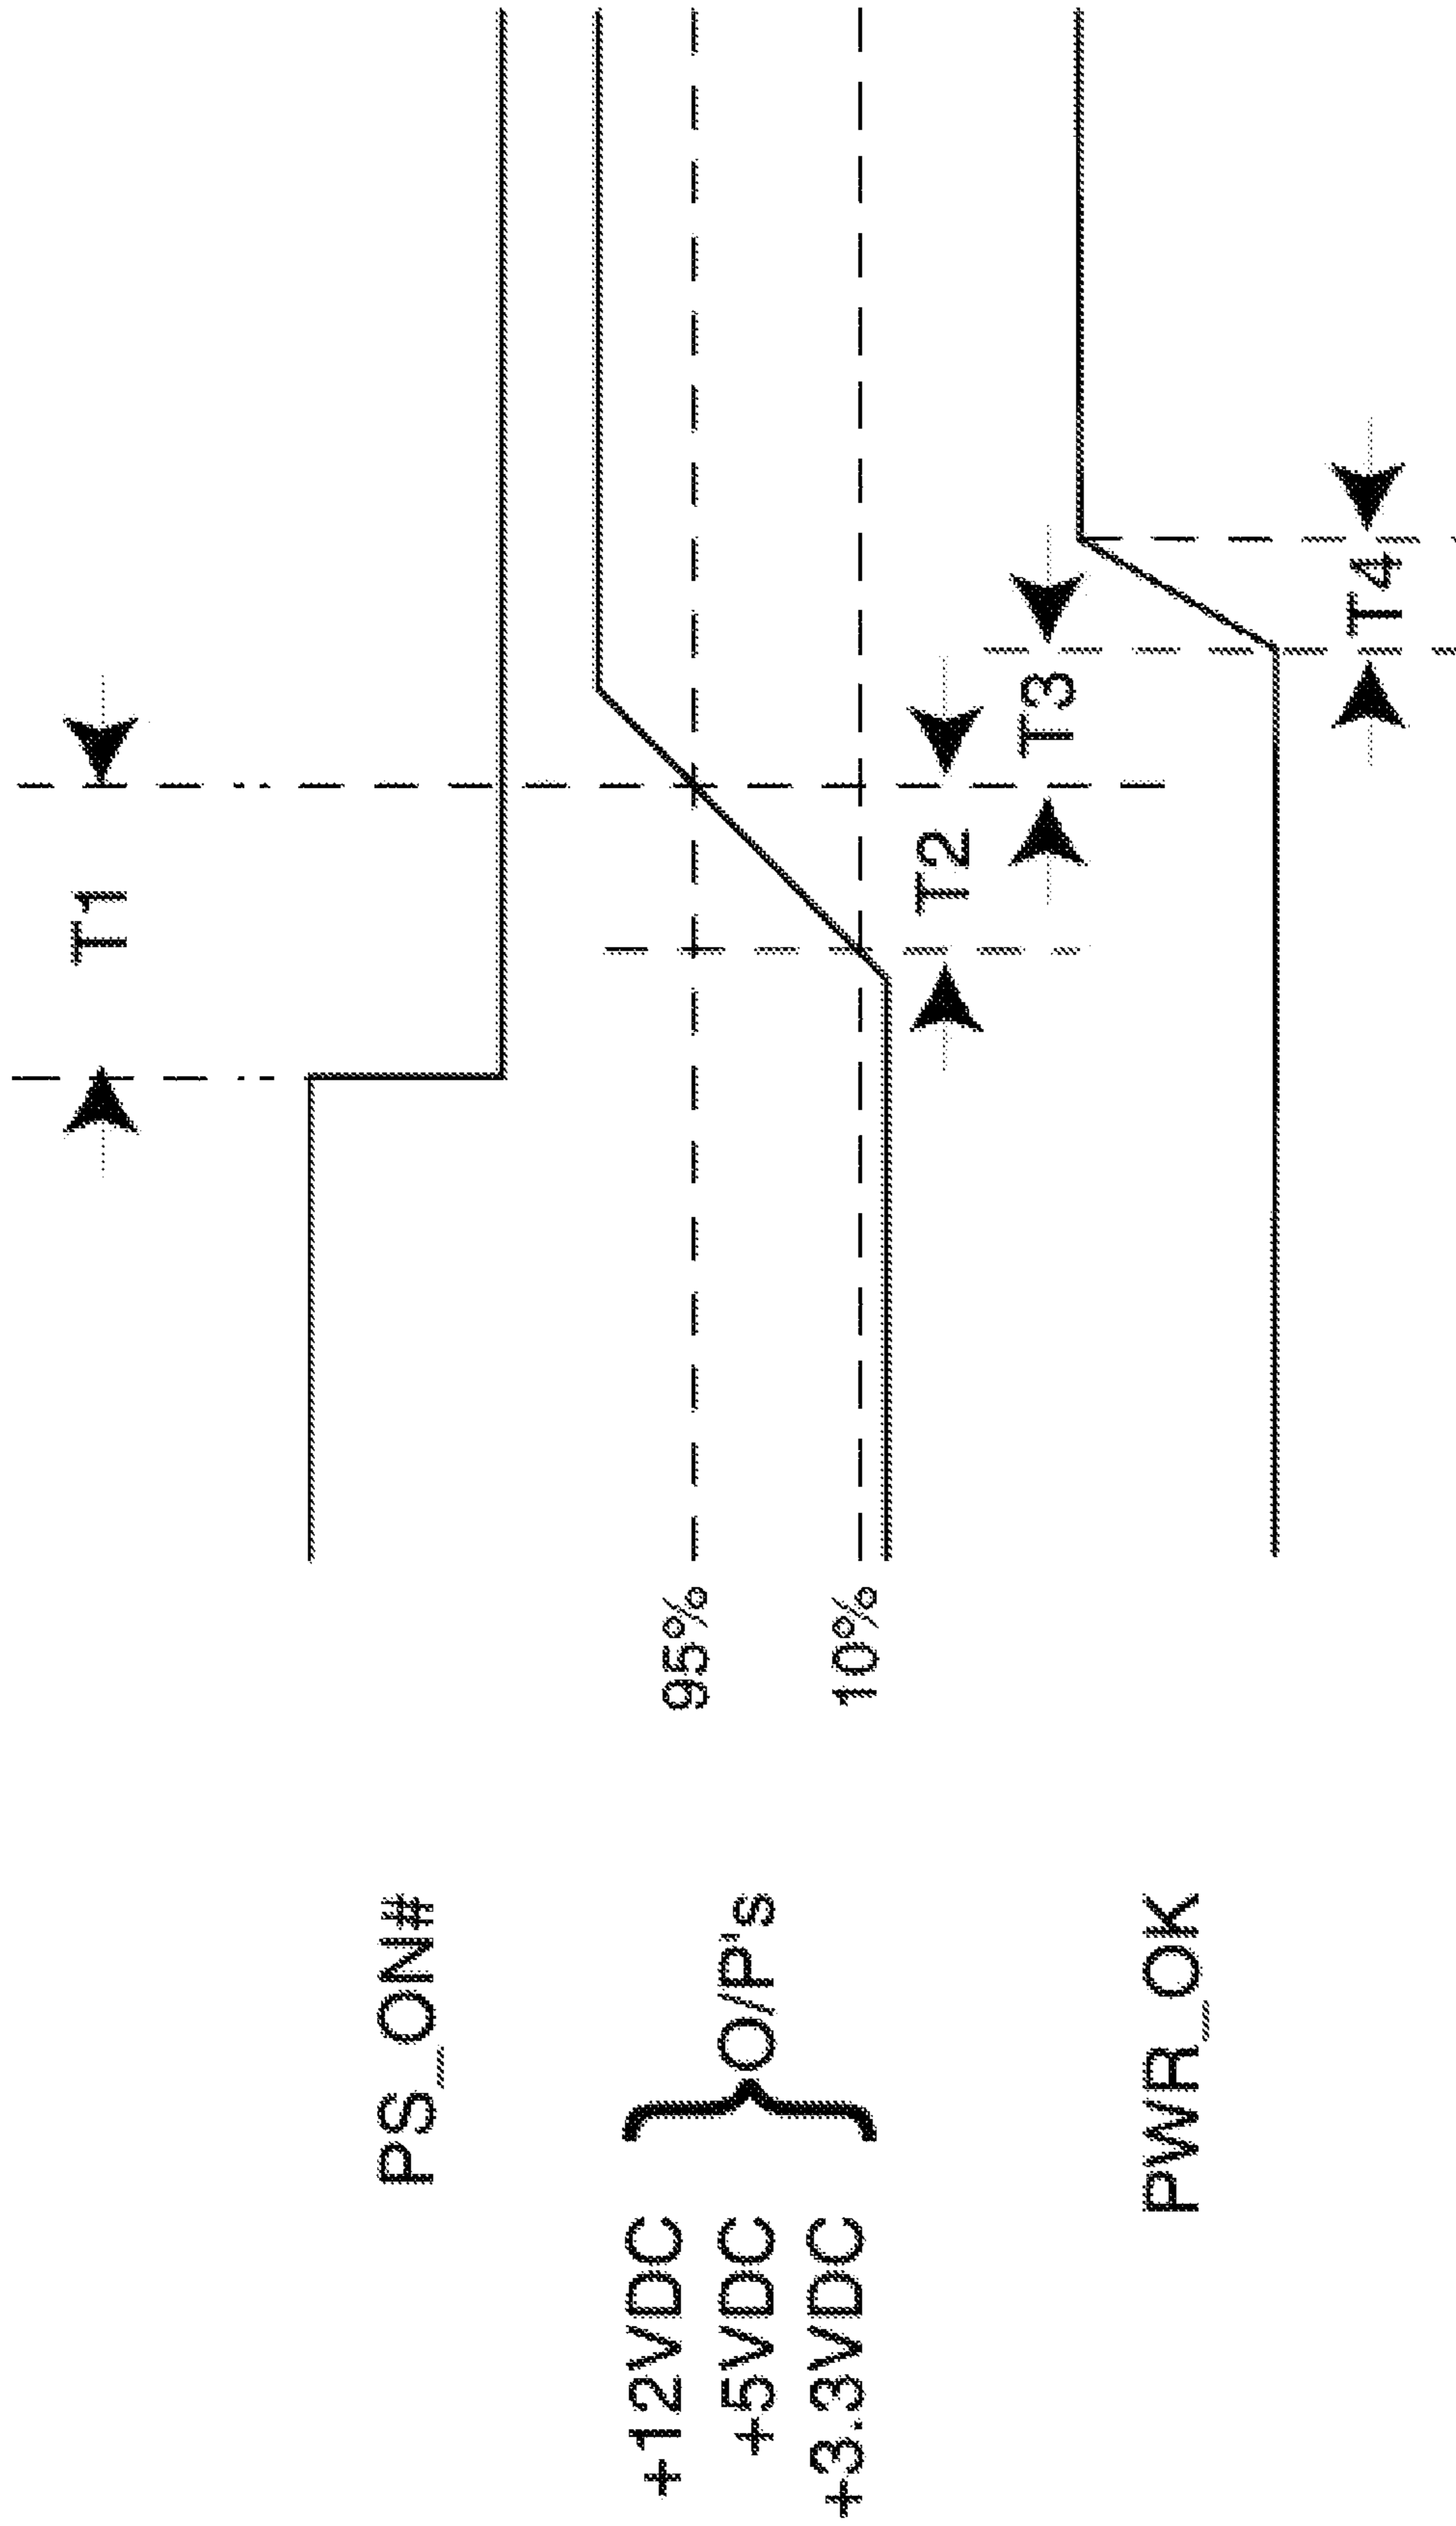 T1
PS_ON#
+12VDC
+5VDC
+3.3VDC
O/P's
95%
10%
T2
T3
PWR_OK
T4